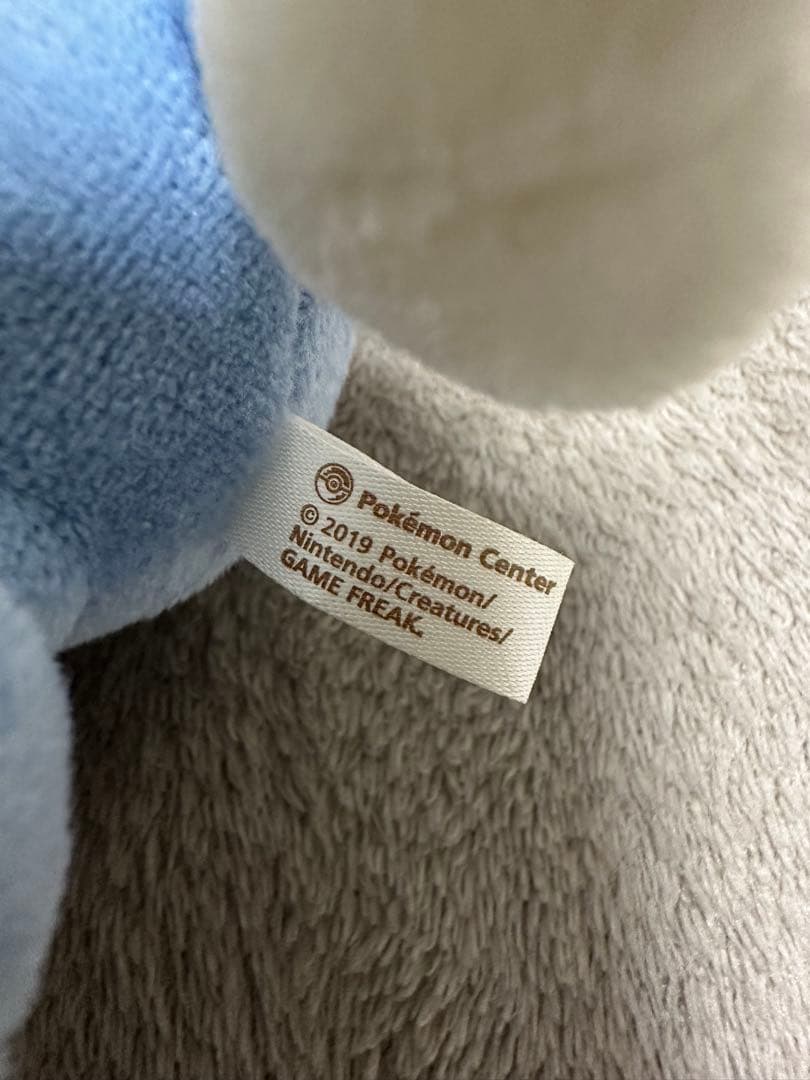 Pokémon Center
© 2019 Pokémon/
Nintendo/Creatures/
GAME FREAK.